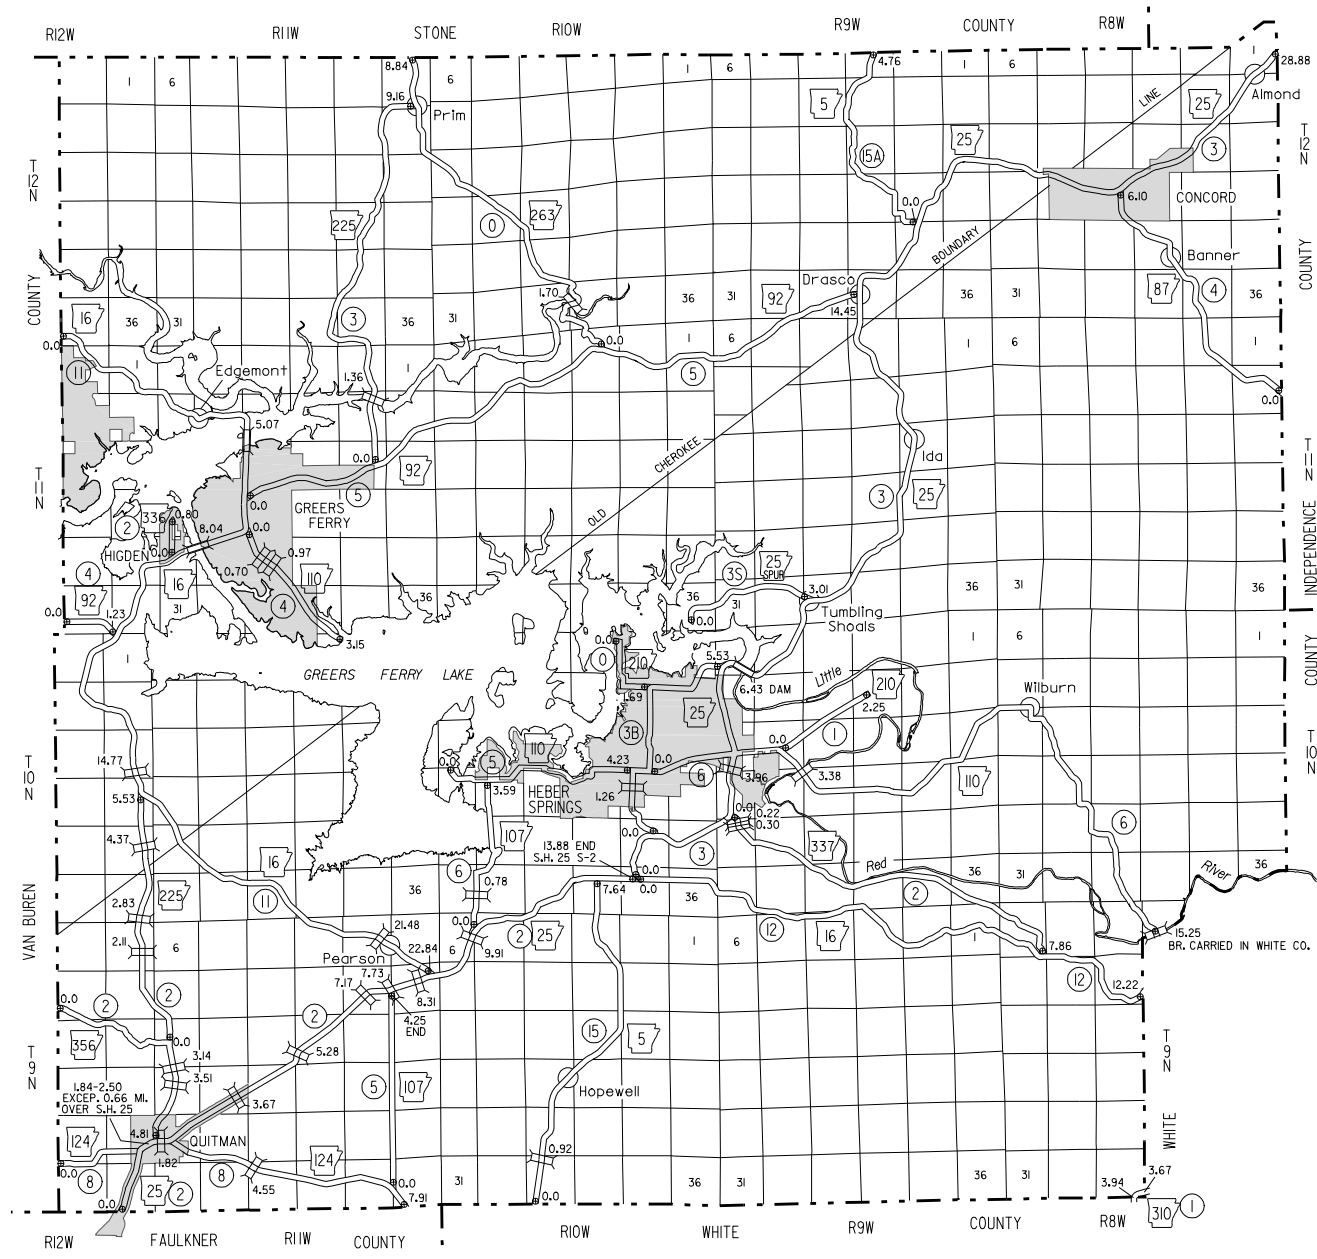 R12W
R11W
STONE
R10W
R9W
COUNTY
R8W
8.84
6
1
6
1
6
4.76
1
6
1
28.88
Almond
9.16
Prim
5
25
LINE
25
T
12
N
15A
25
3
T
12
N
0.0
6.10
CONCORD
225
0
263
BOUNDARY
Banner
COUNTY
COUNTY
Drasco
87
4
16
36
31
3
36
31
1.70
36
31
92
14.45
36
31
36
0.0
1
1
0.0
1
6
1
6
1
11
Edgemont
1.36
5
0.0
5.07
CHEROKEE
Ida
T
11
N
0.0
92
T
11
N
5
3
25
0.0
GREERS
FERRY
OLD
2
336
0.80
8.04
0.0
HIGDEN
0.0
0.97
0.70
110
INDEPENDENCE
4
92
16
4
36
3S
25
SPUR
36
31
3.01
36
31
36
0.0
1.23
31
0.0
Tumbling
Shoals
3.15
0.0
1
6
1
COUNTY
1
0
210
5.53
GREERS FERRY LAKE
Little
210
6.43 DAM
1.69
25
2.25
Wilburn
3B
0.0
1
T
10
N
14.77
0.0
5
110
4.23
0.0
6
3.96
3.38
110
T
10
N
5.53
3.59
HEBER
SPRINGS
1.26
0.0
0.22
0.30
6
4.37
107
0.0
13.88 END
S.H. 25 S-2
3
337
16
6
0.0
Red
River
36
225
11
36
0.78
7.64
0.0
36
2
36
31
VAN BUREN
2.83
0.0
12
2.11
6
21.48
22.84
6
9.91
2
25
1
6
16
1
7.86
15.25
BR. CARRIED IN WHITE CO.
Pearson
7.73
7.17
8.31
12
12.22
0.0
2
2
2
4.25
END
15
5
356
0.0
T
9
N
3.14
5.28
T
9
N
3.51
1.84-2.50
EXCEP. 0.66 MI.
OVER S.H. 25
3.67
5
107
Hopewell
4.81
QUITMAN
WHITE
124
1.82
0.92
0.0
8
8
4.55
124
0.0
31
36
31
36
31
3.67
25
2
0.0
7.91
0.0
3.94
310
1
R12W
FAULKNER
R11W
COUNTY
R10W
WHITE
R9W
COUNTY
R8W